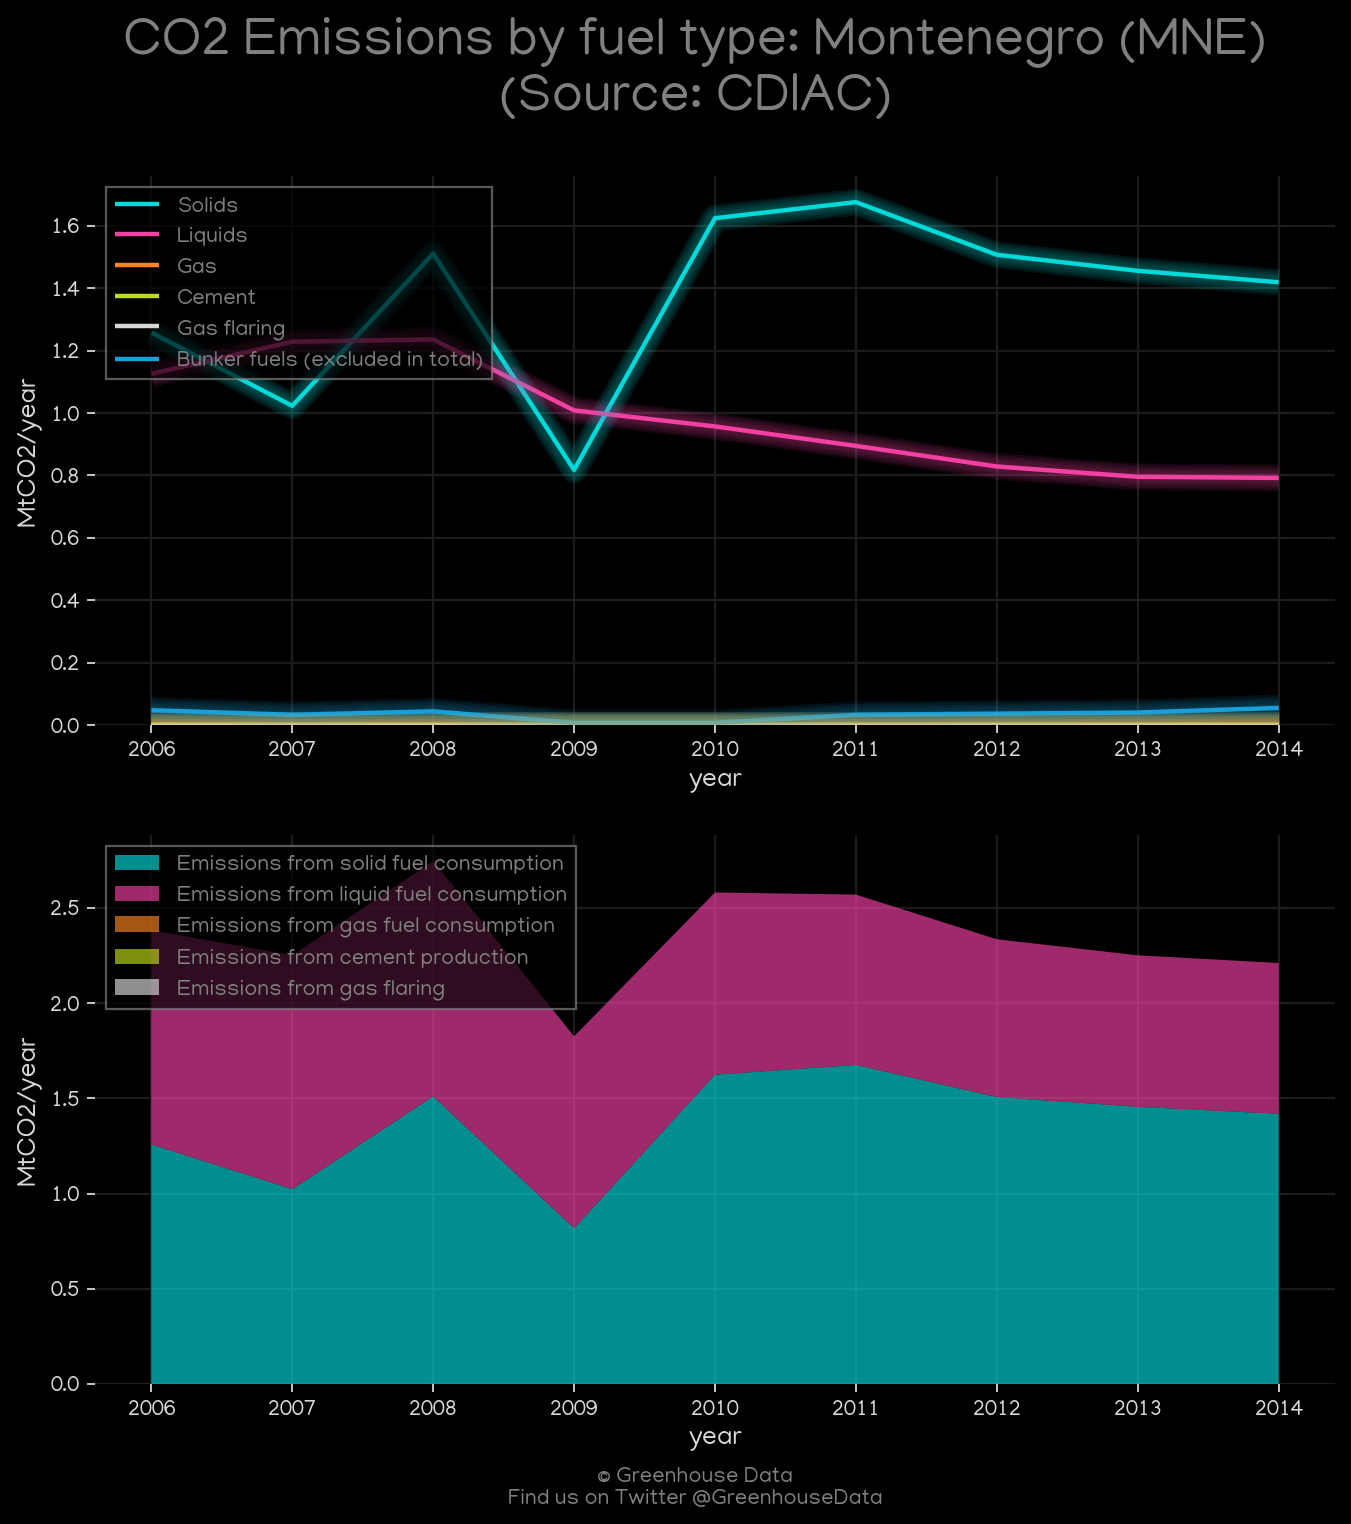 CO2 Emissions by fuel type: Montenegro (MNE)
(Source: CDIAC)
Solids
Liquids
Gas
Cement
Gas flaring
Bunker fuels (excluded in total)
MtCO2/year
1.6
1.4
1.2
1.0
0.8
0.6
0.4
0.2
0.0
2006 2007 2008 2009 2010 2011 2012 2013 2014
year
Emissions from solid fuel consumption
Emissions from liquid fuel consumption
Emissions from gas fuel consumption
Emissions from cement production
Emissions from gas flaring
MtCO2/year
2.5
2.0
1.5
1.0
0.5
0.0
2006 2007 2008 2009 2010 2011 2012 2013 2014
year
© Greenhouse Data
Find us on Twitter @GreenhouseData